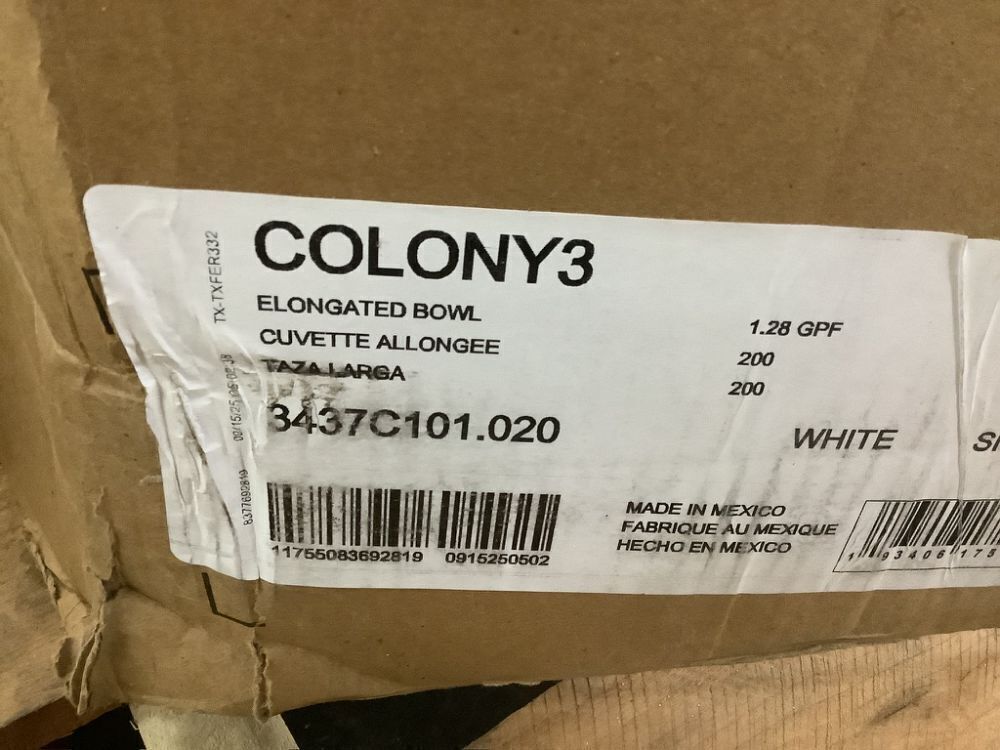 COLONY3
ELONGATED BOWL
CUVETTE ALLONGEE
TAZA LARGA
1.28 GPF
200
200
3437C101.020
WHITE
11755083692819 0915250502
MADE IN MEXICO
FABRIQUE AU MEXIQUE
HECHO EN MEXICO
TX-TXFER332
8377692819